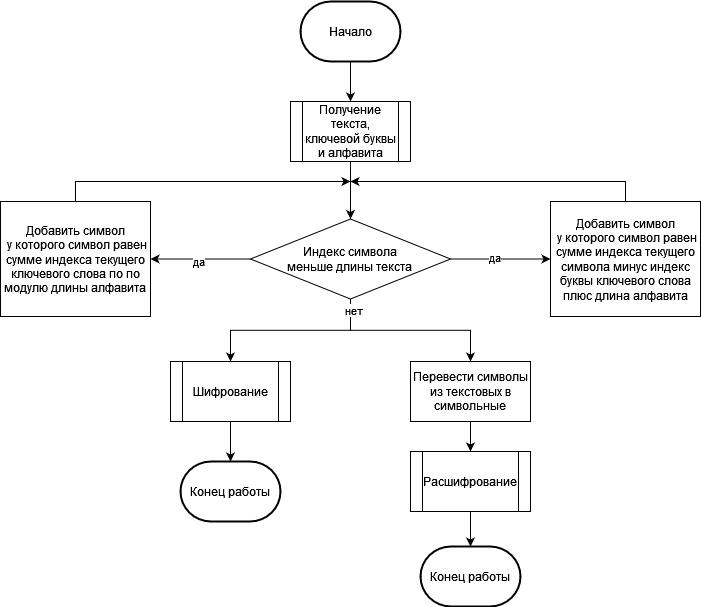 Начало
Получение
текста,
ключевой буквы
и алфавита
Добавить символ
у которого символ равен
сумме индекса текущего
ключевого слова по по
модулю длины алфавита
да
Индекс символа
меньше длины текста
да
Добавить символ
у которого символ равен
сумме индекса текущего
символа минус индекс
буквы ключевого слова
плюс длина алфавита
нет
Шифрование
Перевести символы
из текстовых в
символьные
Расшифрование
Конец работы
Конец работы